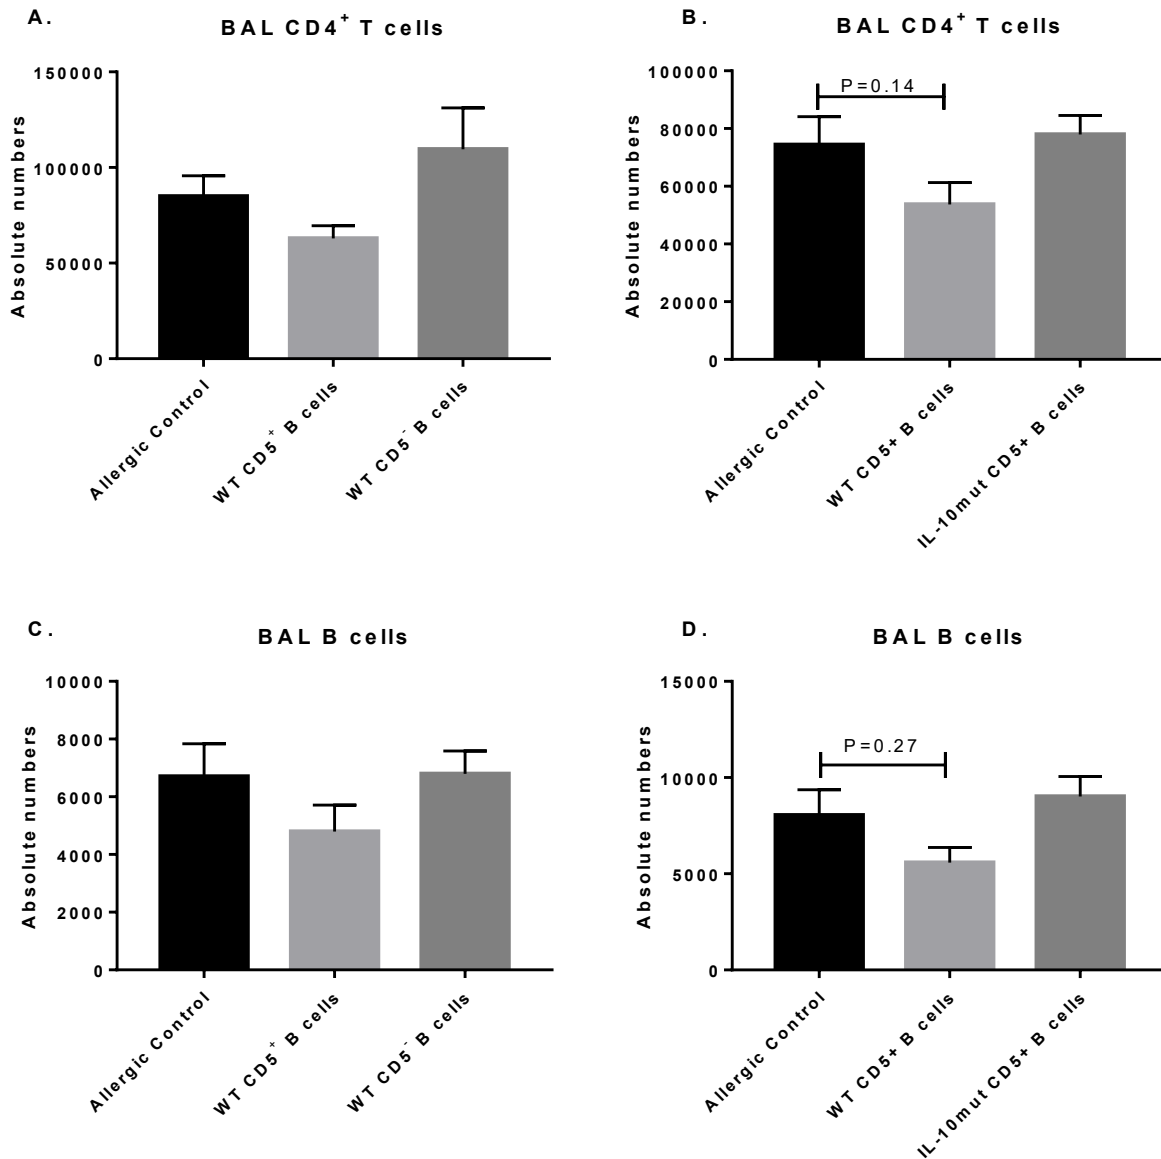 A.
BAL CD4⁺ T cells
Absolute numbers
150000
100000
50000
0
Allergic Control
WT CD5⁺ B cells
WT CD5⁻ B cells
B.
BAL CD4⁺ T cells
Absolute numbers
100000
80000
60000
40000
20000
0
P=0.14
Allergic Control
WT CD5+ B cells
IL-10mut CD5+ B cells
C.
BAL B cells
Absolute numbers
10000
8000
6000
4000
2000
0
Allergic Control
WT CD5⁺ B cells
WT CD5⁻ B cells
D.
BAL B cells
Absolute numbers
15000
10000
5000
0
P=0.27
Allergic Control
WT CD5+ B cells
IL-10mut CD5+ B cells